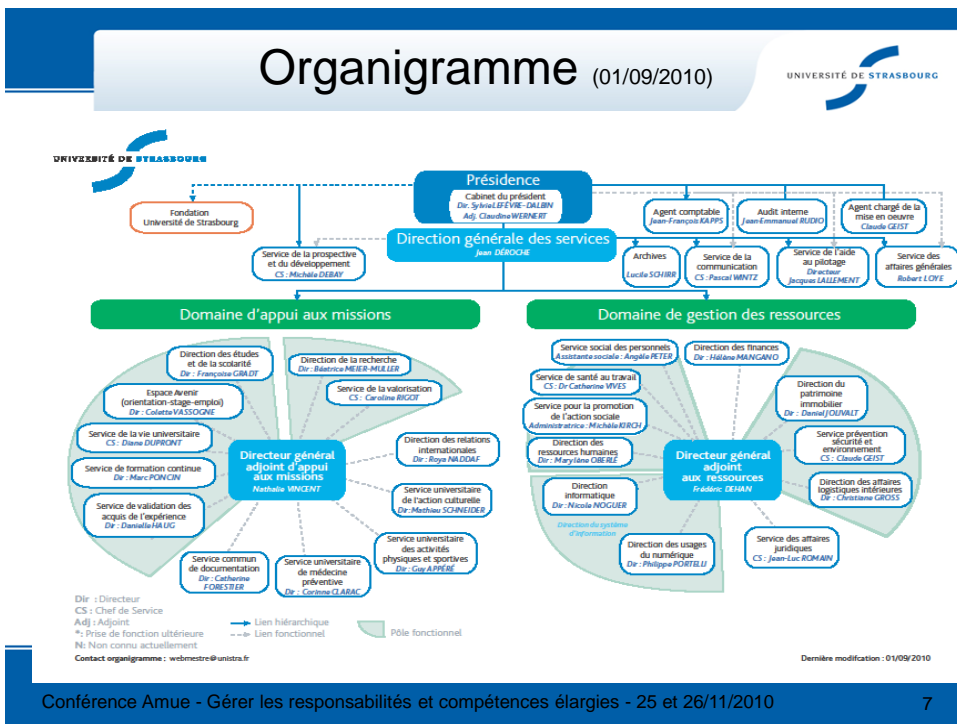 Organigramme (01/09/2010)
UNIVERSITÉ DE STRASBOURG
UNIVERSITÉ DE STRASBOURG
Présidence
Cabinet du président
Dir. Sylvie LEFÈVRE-DALBIN
Adj. Claudine WERNERT
Fondation
Université de Strasbourg
Agent comptable
Jean-François KAPPS
Audit interne
Jean-Emmanuel RUDIO
Agent chargé de la
mise en oeuvre
Claude GEIST
Direction générale des services
Jean DÉROCHE
Service de la prospective
et du développement
CS : Michèle DEBAY
Archives
Lucile SCHIRR
Service de la
communication
CS : Pascal WINTZ
Service de l'aide
au pilotage
Directeur
Jacques LALLEMENT
Service des
affaires générales
Robert LOYE
Domaine d'appui aux missions
Domaine de gestion des ressources
Direction des études
et de la scolarité
Dir : Françoise GRADT
Direction de la recherche
Dir : Béatrice MEIER-MULLER
Espace Avenir
(orientation-stage-emploi)
Dir : Colette VASSOGNE
Service de la valorisation
CS : Caroline RIGOT
Service de la vie universitaire
CS : Diane DUPRONT
Direction des relations
internationales
Dir : Roya NADDAF
Directeur général
adjoint d'appui
aux missions
Nathalie VINCENT
Service de formation continue
Dir : Marc PONCIN
Service universitaire
de l'action culturelle
Dir : Mathieu SCHNEIDER
Service de validation des
acquis de l'expérience
Dir : Danielle HAUG
Service universitaire
des activités
physiques et sportives
Dir : Guy APPÉRÉ
Service commun
de documentation
Dir : Catherine
FORESTIER
Service universitaire
de médecine
préventive
Dir : Corinne CLARAC
Service social des personnels
Assistante sociale : Angèle PETER
Direction des finances
Dir : Hélène MANGANO
Service de santé au travail
CS : Dr Catherine VIVES
Direction du
patrimoine
immobilier
Dir : Daniel JOUVALT
Service pour la promotion
de l'action sociale
Administratrice : Michèle KIRCH
Service prévention
sécurité et
environnement
CS : Claude GEIST
Direction des
ressources humaines
Dir : Marylène OBERLÉ
Directeur général
adjoint
aux ressources
Frédéric DEHAN
Direction
informatique
Dir : Nicole NOGUER
Direction des affaires
logistiques intérieures
Dir : Christiane GROSS
Direction du système
d'information
Direction des usages
du numérique
Dir : Philippe PORTELLI
Service des affaires
juridiques
CS : Jean-Luc ROMAIN
Dir : Directeur
CS : Chef de Service
Adj : Adjoint
*: Prise de fonction ultérieure
N: Non connu actuellement
Lien hiérarchique
Lien fonctionnel
Pôle fonctionnel
Contact organigramme : webmestre@unistra.fr
Dernière modifcation : 01/09/2010
Conférence Amue - Gérer les responsabilités et compétences élargies - 25 et 26/11/2010
7